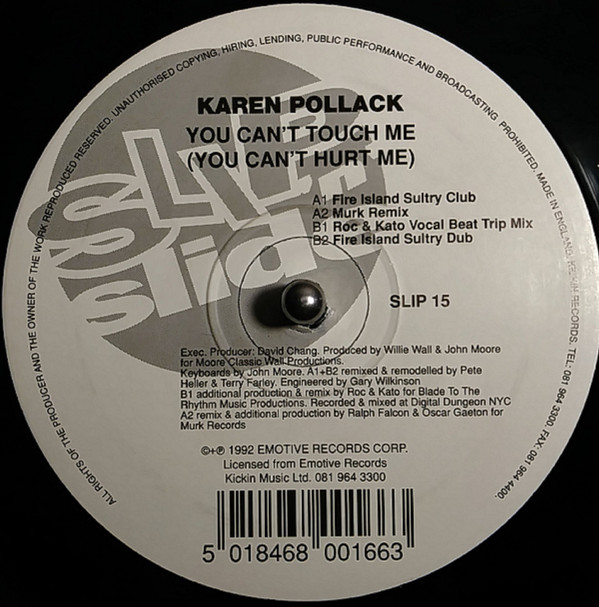 ALL RIGHTS OF THE PRODUCER AND THE OWNER OF THE WORK REPRODUCED RESERVED. UNAUTHORISED COPYING, HIRING, LENDING, PUBLIC PERFORMANCE AND BROADCASTING PROHIBITED. MADE IN ENGLAND. RECORDS. TEL: 081 964 3300 FAX: 081 964 4400.
KAREN POLLACK
YOU CAN'T TOUCH ME
(YOU CAN'T HURT ME)
SLIP
'n'
slide
A1 Fire Island Sultry Club
A2 Murk Remix
B1 Roc & Kato Vocal Beat Trip Mix
B2 Fire Island Sultry Dub
SLIP 15
Exec. Producer: David Chang. Produced by Willie Wall & John Moore
for Moore Classic Wall Productions.
Keyboards by John Moore. A1+B2 remixed & remodelled by Pete
Heller & Terry Farley. Engineered by Gary Wilkinson
B1 additional production & remix by Roc & Kato for Blade To The
Rhythm Music Productions. Recorded & mixed at Digital Dungeon NYC
A2 remix & additional production by Ralph Falcon & Oscar Gaeton for
Murk Records
©+℗ 1992 EMOTIVE RECORDS CORP.
Licensed from Emotive Records
Kickin Music Ltd. 081 964 3300
5 018468 001663